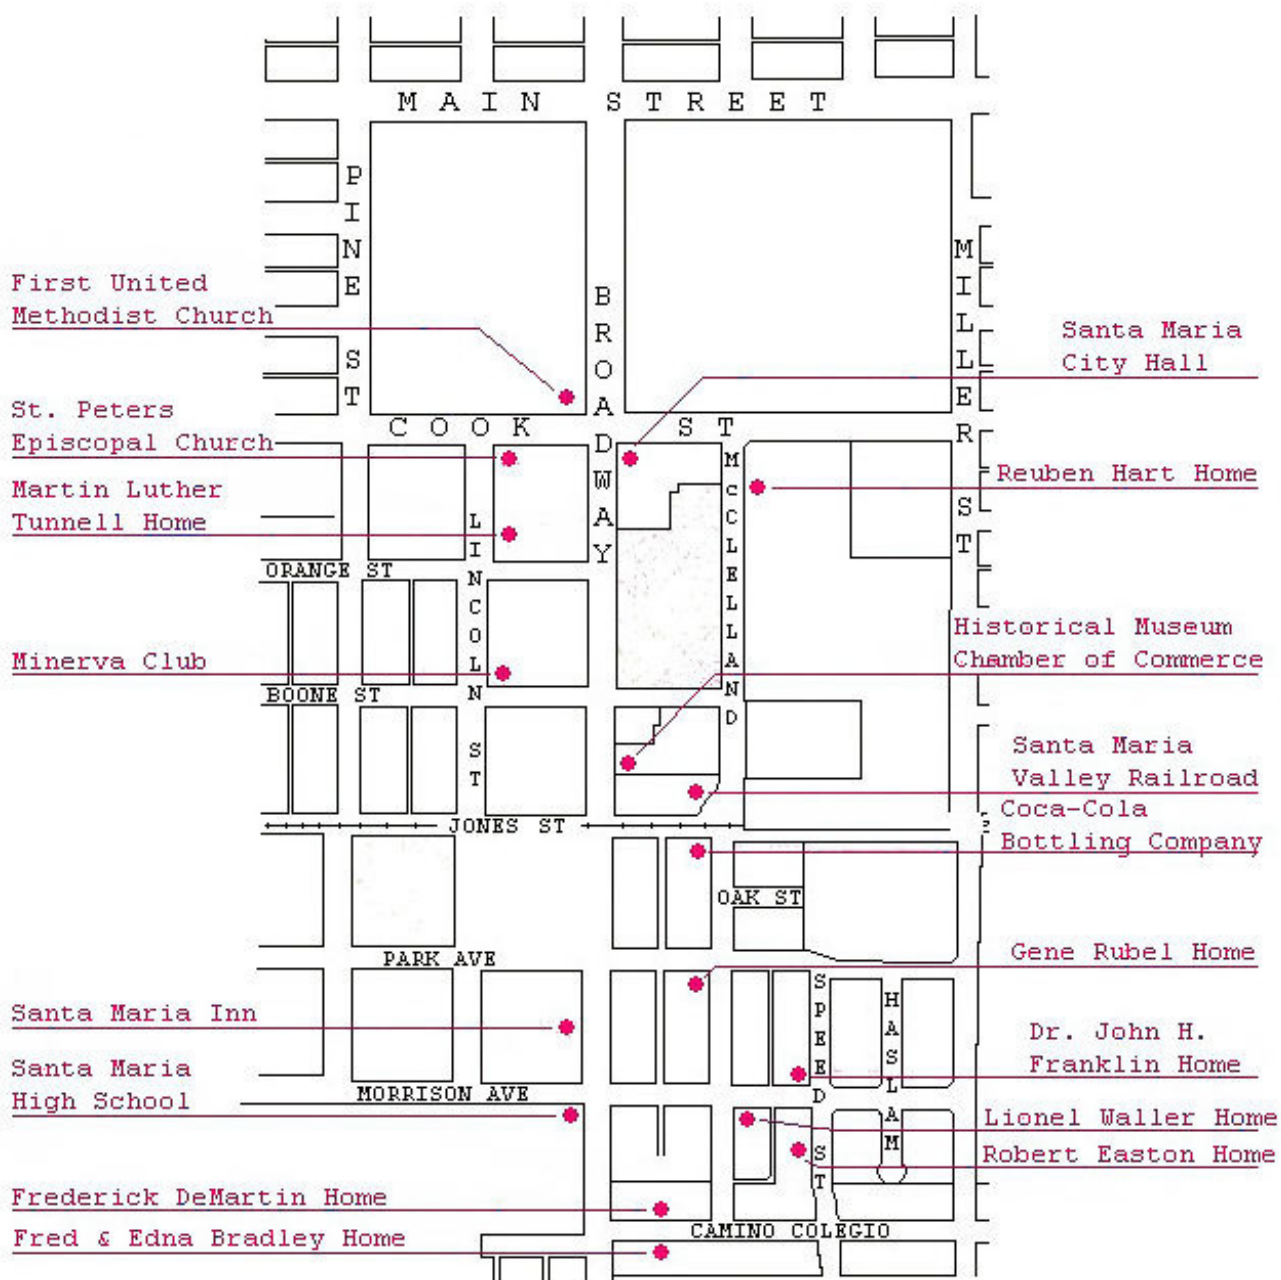 MAIN STREET
PINE ST
BROADWAY
MILLER ST
First United
Methodist Church
Santa Maria
City Hall
COOK ST
St. Peters
Episcopal Church
MCCLELLAND
Reuben Hart Home
Martin Luther
Tunnell Home
LINCOLN ST
ORANGE ST
Historical Museum
Chamber of Commerce
Minerva Club
BOONE ST
Santa Maria
Valley Railroad
Coca-Cola
Bottling Company
JONES ST
OAK ST
Gene Rubel Home
PARK AVE
SPEED ST
HASLAM
Santa Maria Inn
Dr. John H.
Franklin Home
Santa Maria
High School
MORRISON AVE
Lionel Waller Home
Robert Easton Home
Frederick DeMartin Home
CAMINO COLEGIO
Fred & Edna Bradley Home